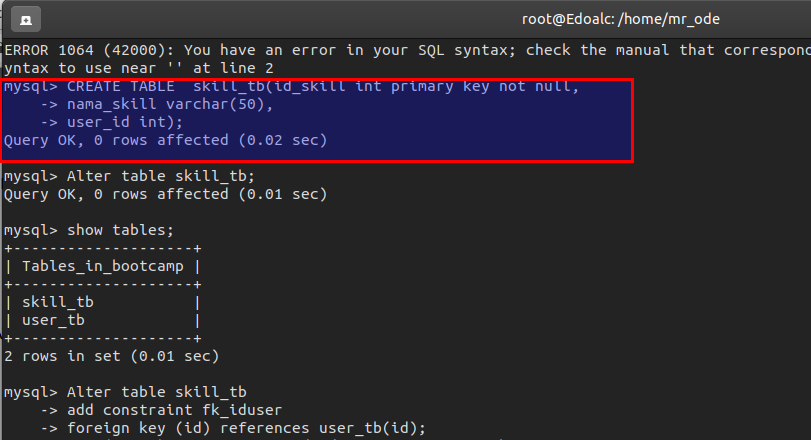 root@Edoalc: /home/mr_ode
ERROR 1064 (42000): You have an error in your SQL syntax; check the manual that correspon
yntax to use near '' at line 2
mysql> CREATE TABLE  skill_tb(id_skill int primary key not null,
    -> nama_skill varchar(50),
    -> user_id int);
Query OK, 0 rows affected (0.02 sec)
mysql> Alter table skill_tb;
Query OK, 0 rows affected (0.01 sec)
mysql> show tables;
+--------------------+
| Tables_in_bootcamp |
+--------------------+
| skill_tb           |
| user_tb            |
+--------------------+
2 rows in set (0.01 sec)
mysql> Alter table skill_tb
    -> add constraint fk_iduser
    -> foreign key (id) references user_tb(id);